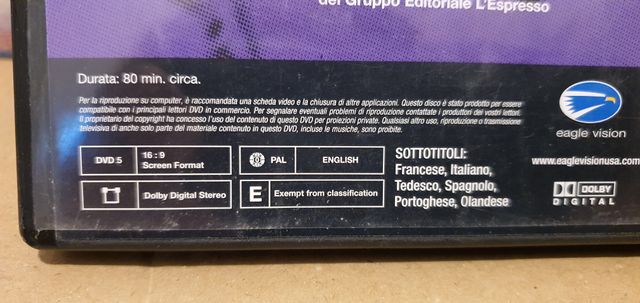 del Gruppo Editoriale L'Espresso
Durata: 80 min. circa.
Per la riproduzione su computer, è raccomandata una scheda video e la chiusura di altre applicazioni. Questo disco è stato prodotto per essere
compatibile con i principali lettori DVD in commercio. Per segnalare eventuali problemi di riproduzione contattate i produttori dei vostri lettori.
Il proprietario del copyright ha concesso l'uso del contenuto di questo DVD per proiezioni private. Qualsiasi altro uso, riproduzione o trasmissione
televisiva di anche solo parte del materiale contenuto in questo DVD, incluse le musiche, sono proibite.
eagle vision
www.eaglevisionusa.com
DVD 5
16 : 9
Screen Format
PAL
ENGLISH
Dolby Digital Stereo
E
Exempt from classification
SOTTOTITOLI:
Francese, Italiano,
Tedesco, Spagnolo,
Portoghese, Olandese
DOLBY
DIGITAL